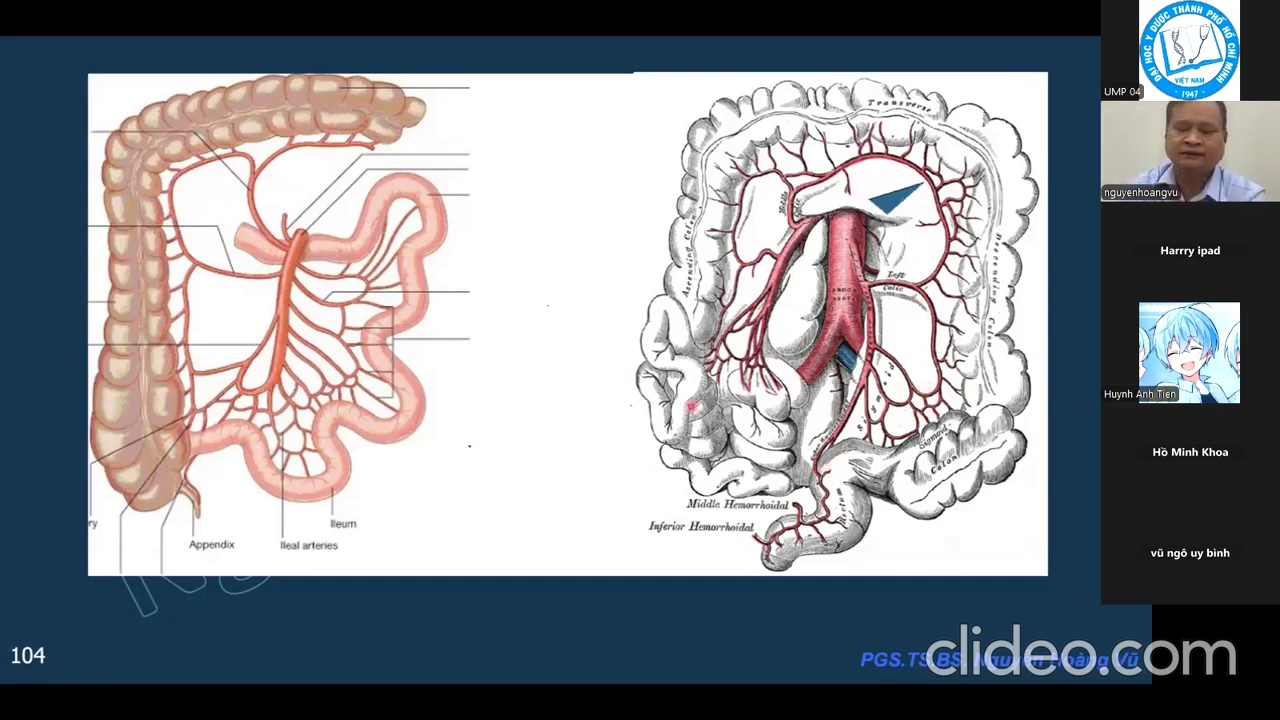 ry
Appendix
Ileal arteries
Ileum
Transverse
Middle
Colic
Ascending Colon
Left
Colic
Descending Colon
Sigmoid
Colon
Rectum
Middle Hemorrhoidal
Inferior Hemorrhoidal
104
PGS.TS.BS. Nguyễn Hoàng Vũ
clideo.com
ĐẠI HỌC Y DƯỢC THÀNH PHỐ HỒ CHÍ MINH
VIỆT NAM
1947
UMP 04
nguyenhoangvu
Harrry ipad
Huynh Anh Tien
Hồ Minh Khoa
vũ ngô uy bình